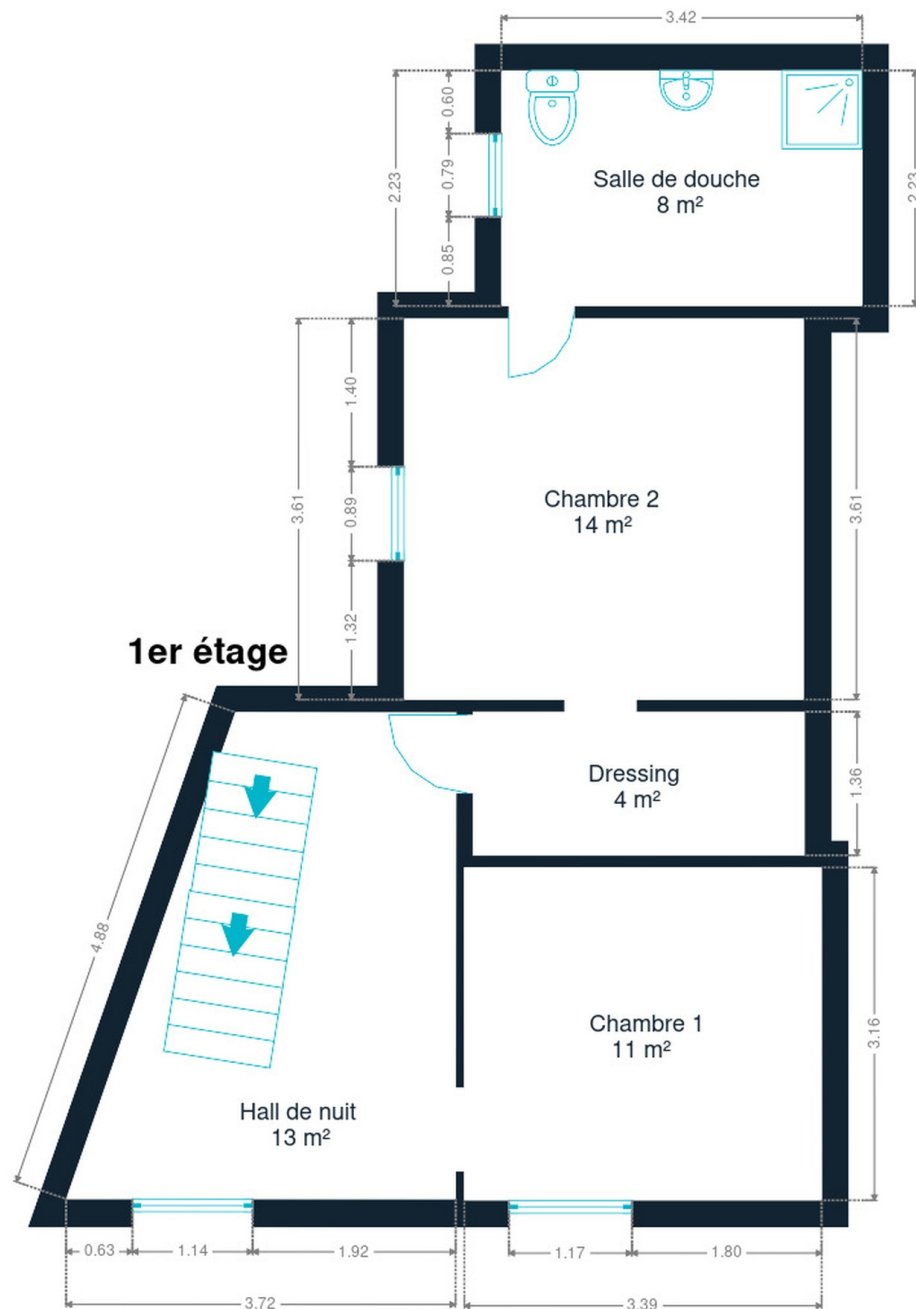 3.42
0.60
2.23
0.79
2.23
Salle de douche
8 m²
0.85
1.40
3.61
0.89
3.61
Chambre 2
14 m²
1.32
1er étage
Dressing
4 m²
1.36
4.88
Chambre 1
11 m²
3.16
Hall de nuit
13 m²
0.63
1.14
1.92
1.17
1.80
3.72
3.39